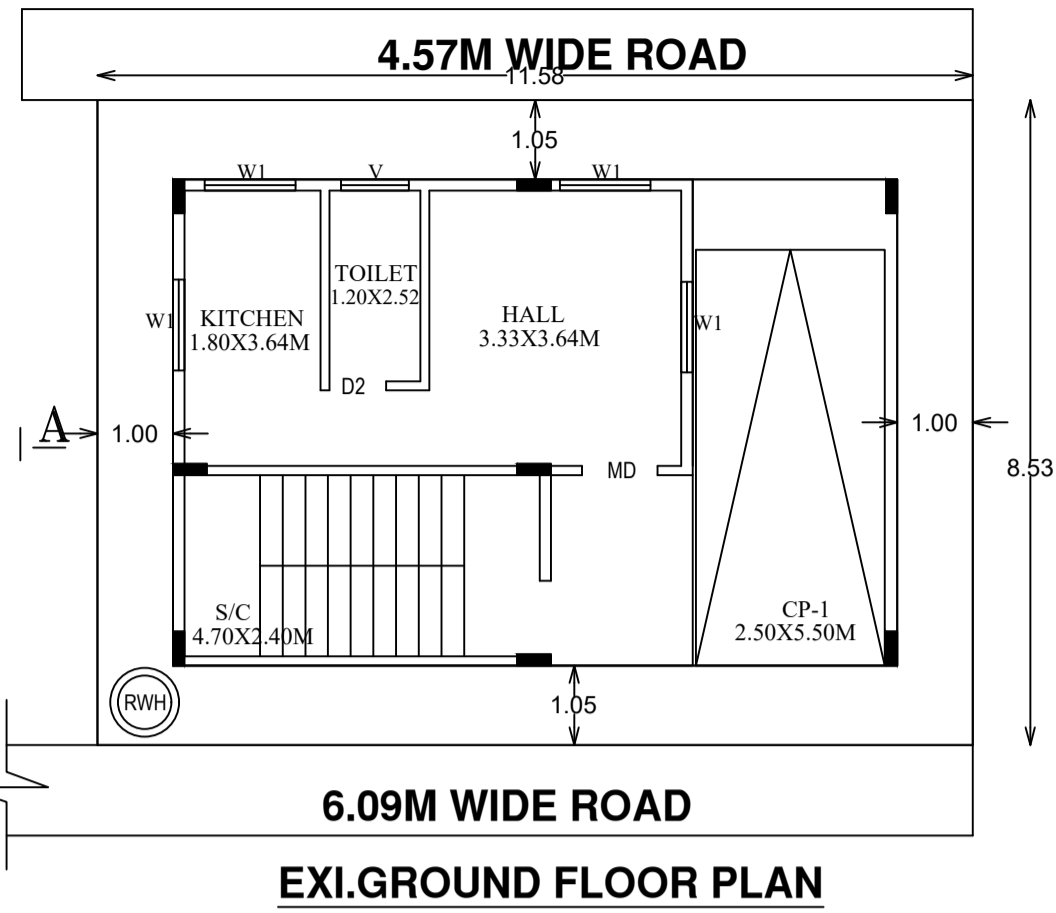 4.57M WIDE ROAD
11.58
1.05
W1
V
W1
TOILET
1.20X2.52
KITCHEN
1.80X3.64M
HALL
3.33X3.64M
W1
W1
D2
A
1.00
1.00
8.53
MD
S/C
4.70X2.40M
CP-1
2.50X5.50M
RWH
1.05
6.09M WIDE ROAD
EXI.GROUND FLOOR PLAN